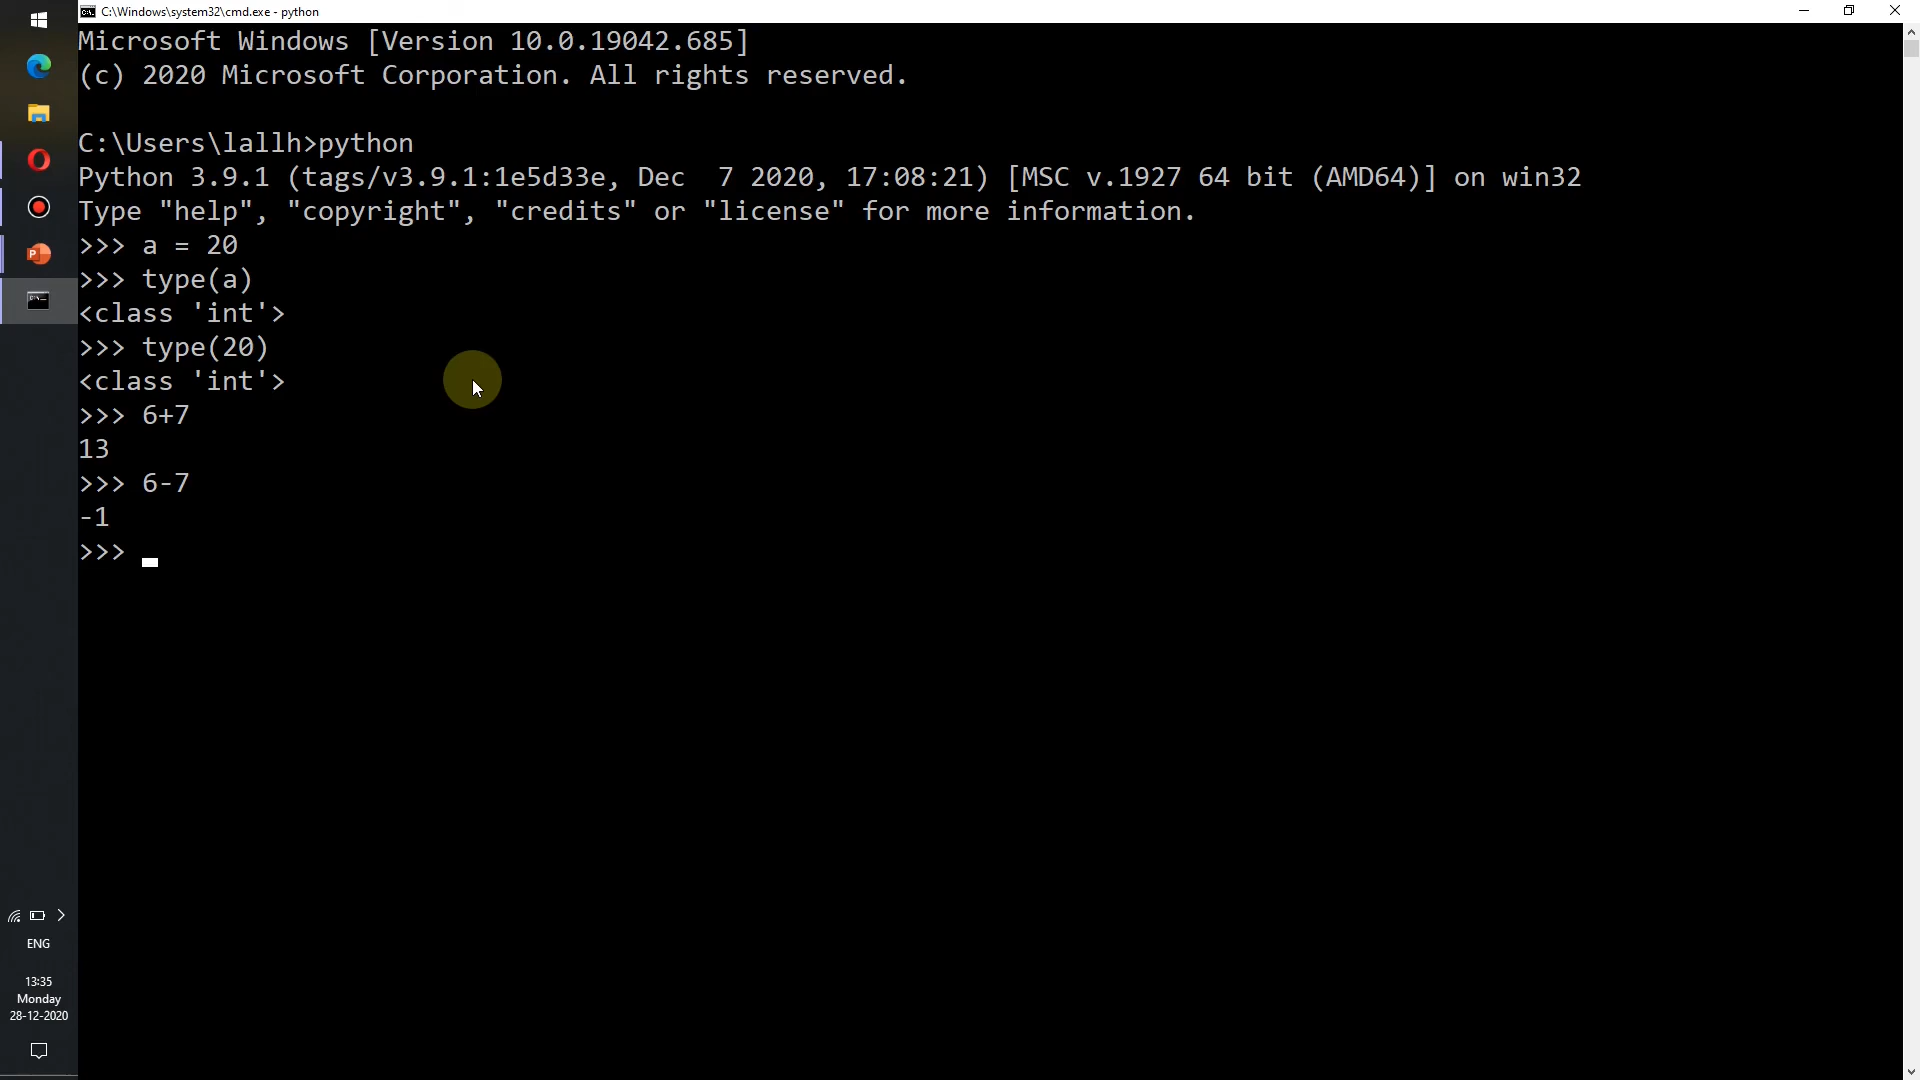 C:\Windows\system32\cmd.exe - python
Microsoft Windows [Version 10.0.19042.685]
(c) 2020 Microsoft Corporation. All rights reserved.
C:\Users\lallh>python
Python 3.9.1 (tags/v3.9.1:1e5d33e, Dec  7 2020, 17:08:21) [MSC v.1927 64 bit (AMD64)] on win32
Type "help", "copyright", "credits" or "license" for more information.
>>> a = 20
>>> type(a)
<class 'int'>
>>> type(20)
<class 'int'>
>>> 6+7
13
>>> 6-7
-1
>>> 
ENG
13:35
Monday
28-12-2020